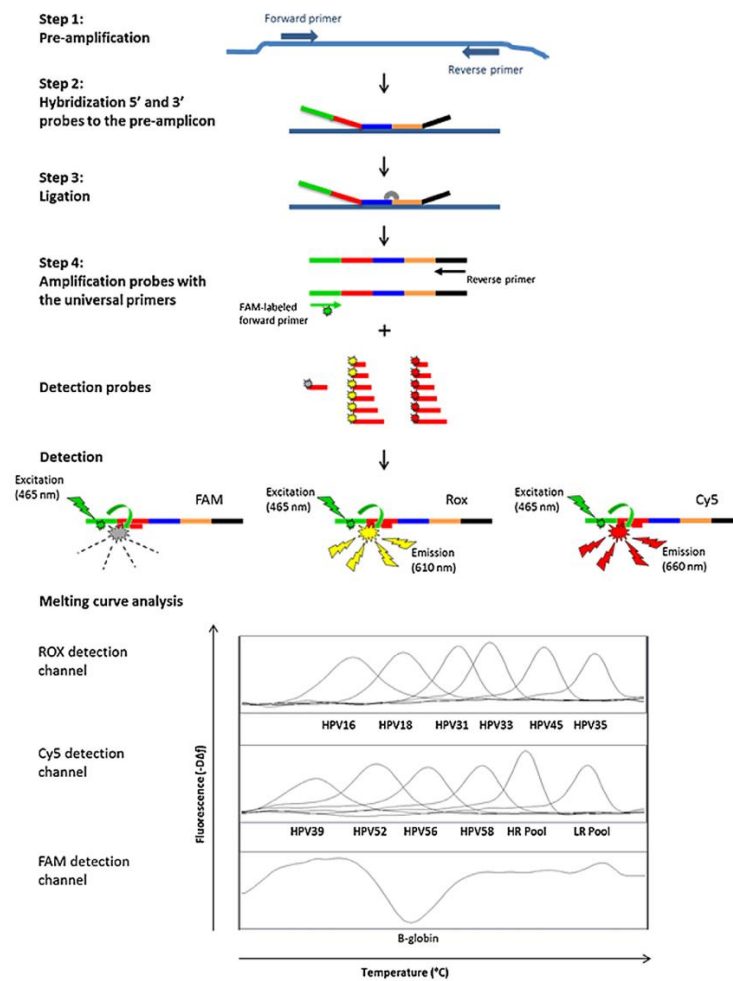 Step 1:
Pre-amplification
Forward primer
Reverse primer
Step 2:
Hybridization 5' and 3'
probes to the pre-amplicon
Step 3:
Ligation
Step 4:
Amplification probes with
the universal primers
Reverse primer
FAM-labeled
forward primer
+
Detection probes
Detection
Excitation
(465 nm)
FAM
Excitation
(465 nm)
Rox
Emission
(610 nm)
Excitation
(465 nm)
Cy5
Emission
(660 nm)
Melting curve analysis
ROX detection
channel
HPV16 HPV18 HPV31 HPV33 HPV45 HPV35
Cy5 detection
channel
HPV39 HPV52 HPV56 HPV58 HR Pool LR Pool
FAM detection
channel
B-globin
Fluorescence (-DΔf)
Temperature (°C)